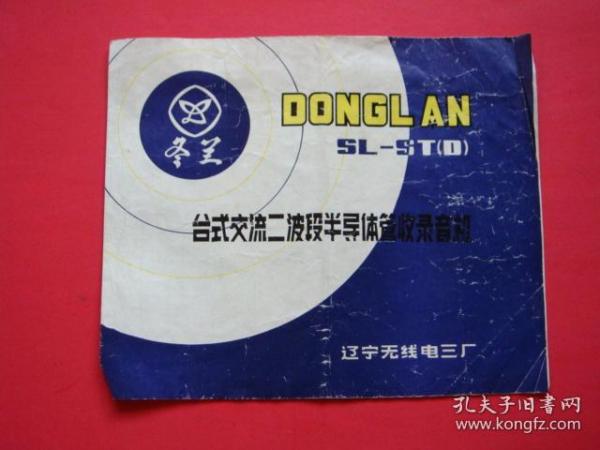 冬兰
DONGLAN
SL-ST(D)
台式交流二波段半导体管收录音机
辽宁无线电三厂
孔夫子旧书网
www.kongfz.com